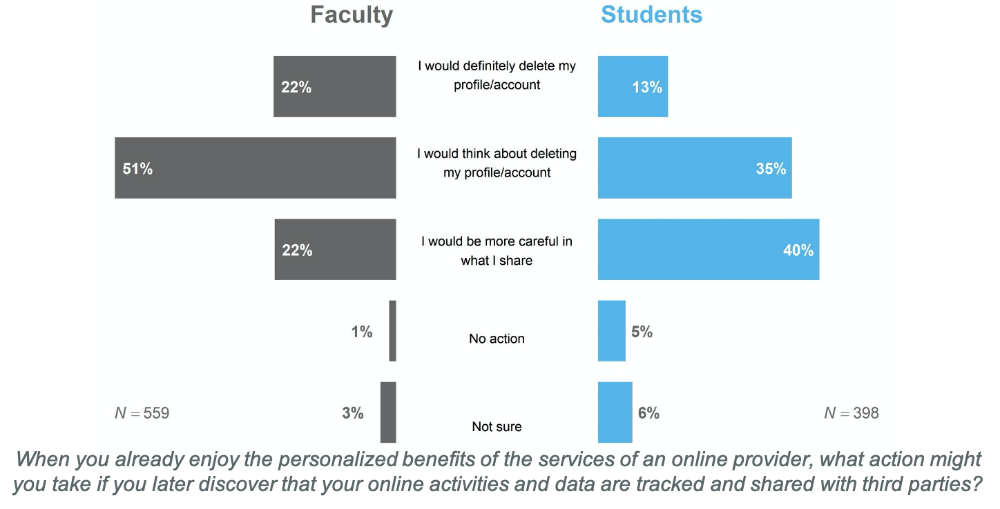 Faculty
Students
22%
I would definitely delete my
profile/account
13%
51%
I would think about deleting
my profile/account
35%
22%
I would be more careful in
what I share
40%
1%
No action
5%
N = 559
3%
Not sure
6%
N = 398
When you already enjoy the personalized benefits of the services of an online provider, what action might
you take if you later discover that your online activities and data are tracked and shared with third parties?